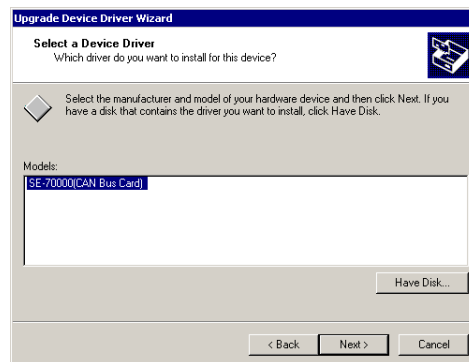 Upgrade Device Driver Wizard
Select a Device Driver
Which driver do you want to install for this device?
Select the manufacturer and model of your hardware device and then click Next. If you
have a disk that contains the driver you want to install, click Have Disk.
Models:
SE-70000(CAN Bus Card)
Have Disk...
< Back
Next >
Cancel